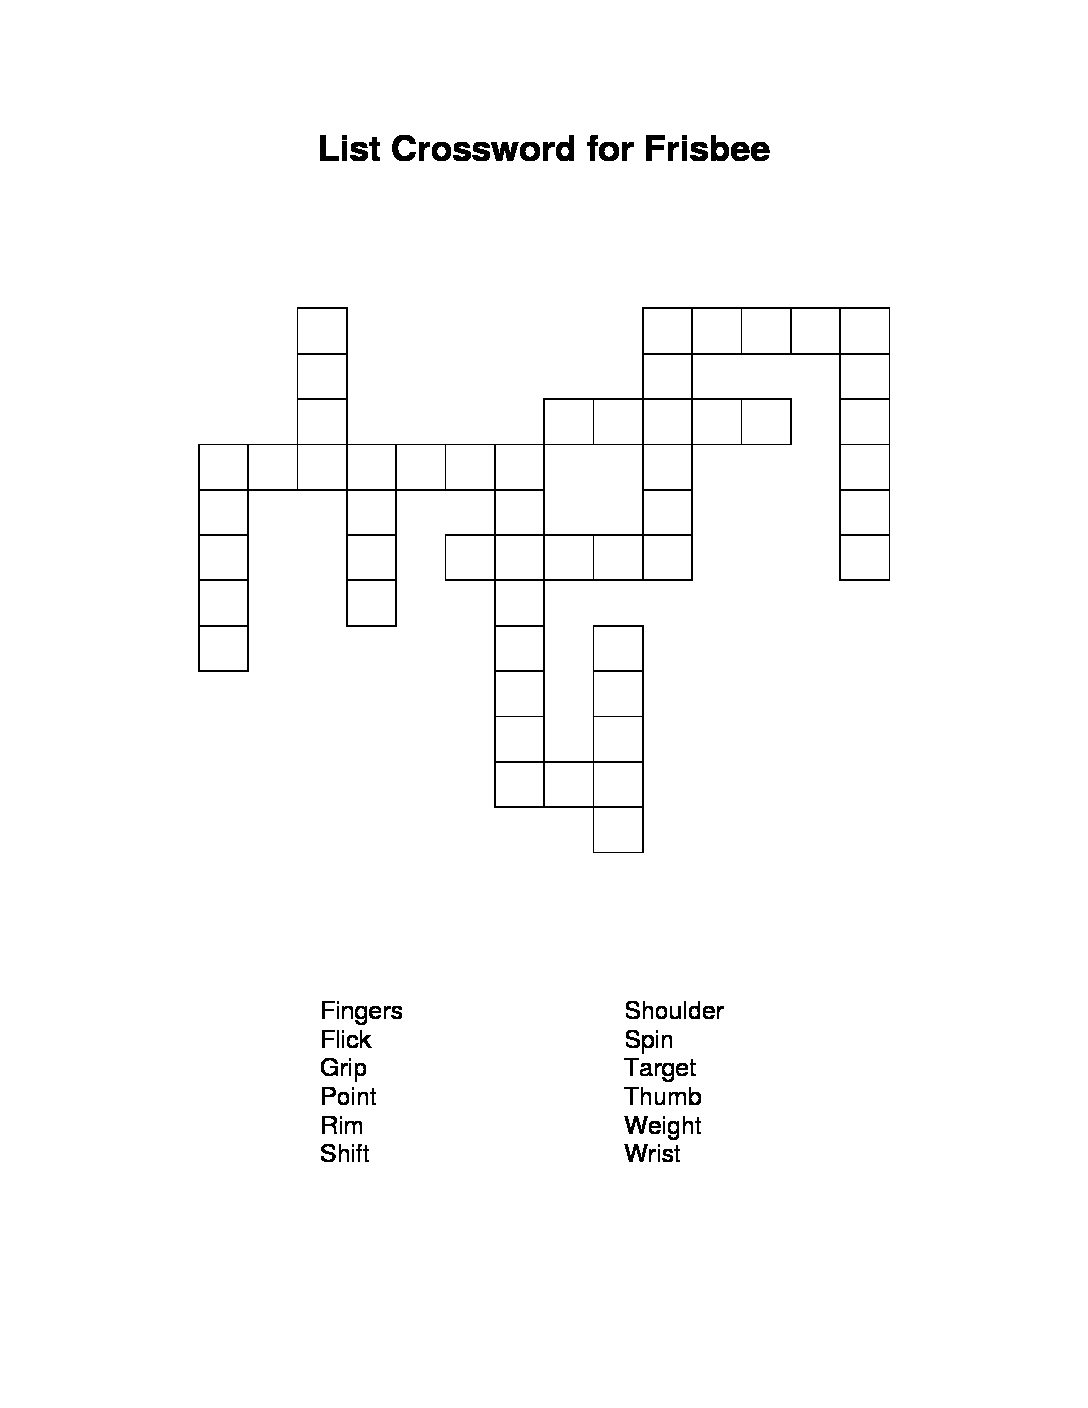 List Crossword for Frisbee
Fingers
Flick
Grip
Point
Rim
Shift
Shoulder
Spin
Target
Thumb
Weight
Wrist